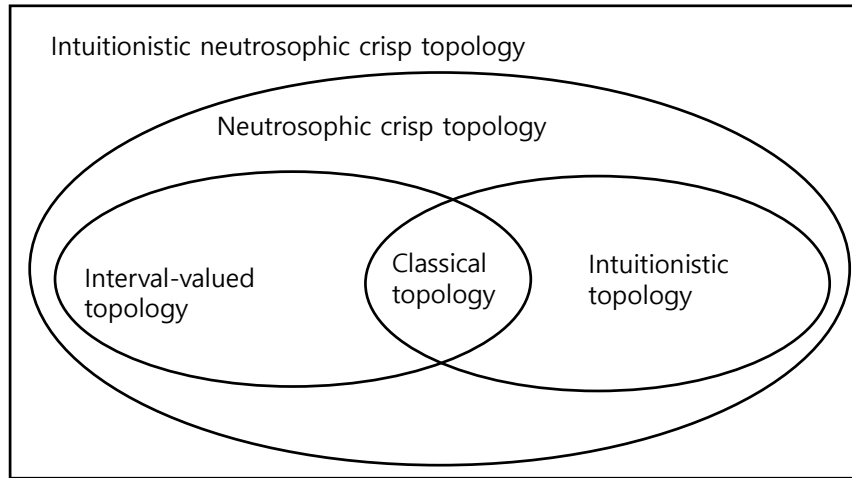 Intuitionistic neutrosophic crisp topology
Neutrosophic crisp topology
Interval-valued
topology
Classical
topology
Intuitionistic
topology